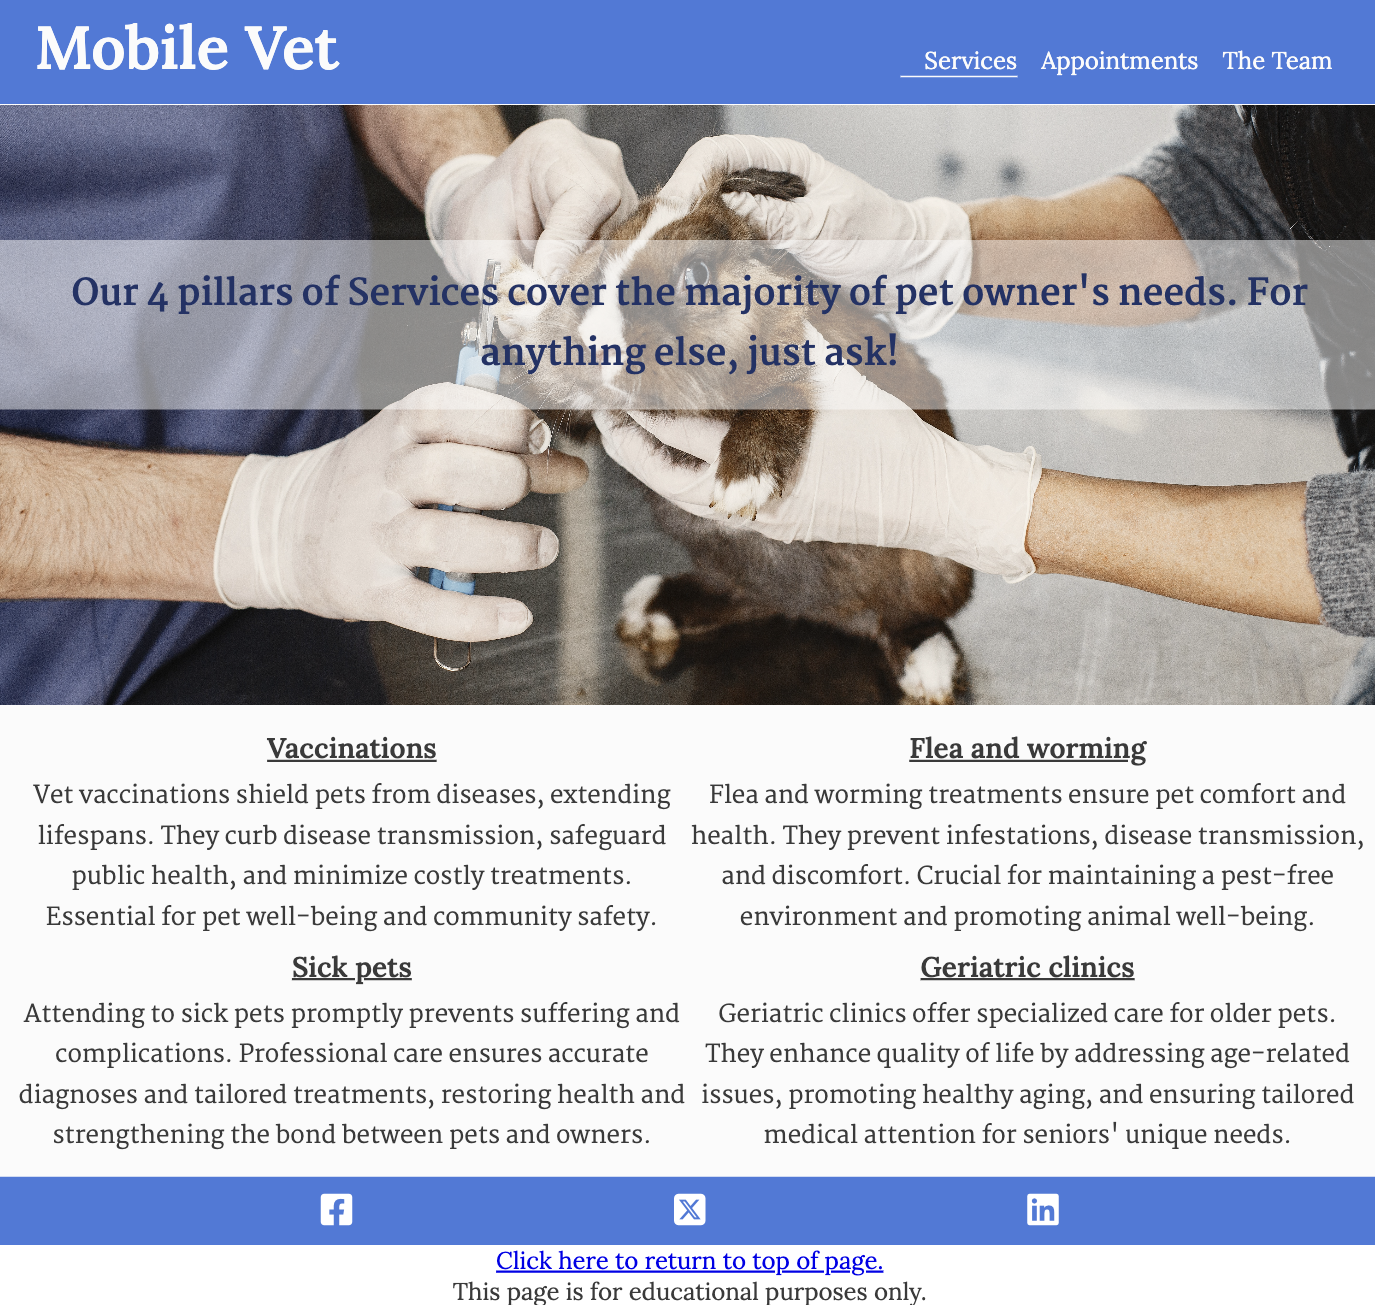 Mobile Vet
Services Appointments The Team
Our 4 pillars of Services cover the majority of pet owner's needs. For
anything else, just ask!
Vaccinations
Vet vaccinations shield pets from diseases, extending
lifespans. They curb disease transmission, safeguard
public health, and minimize costly treatments.
Essential for pet well-being and community safety.
Flea and worming
Flea and worming treatments ensure pet comfort and
health. They prevent infestations, disease transmission,
and discomfort. Crucial for maintaining a pest-free
environment and promoting animal well-being.
Sick pets
Attending to sick pets promptly prevents suffering and
complications. Professional care ensures accurate
diagnoses and tailored treatments, restoring health and
strengthening the bond between pets and owners.
Geriatric clinics
Geriatric clinics offer specialized care for older pets.
They enhance quality of life by addressing age-related
issues, promoting healthy aging, and ensuring tailored
medical attention for seniors' unique needs.
Click here to return to top of page.
This page is for educational purposes only.